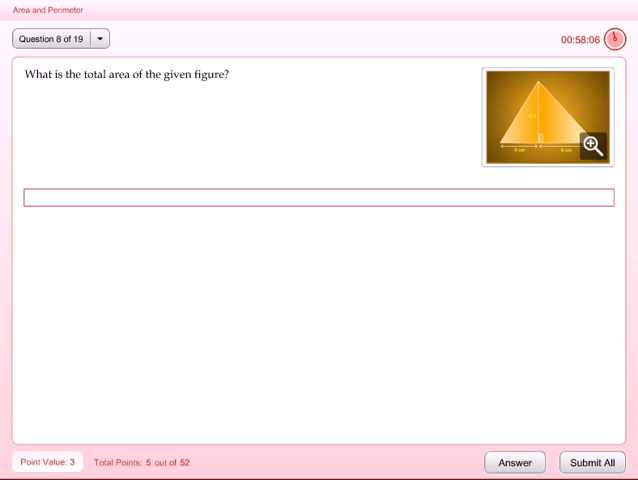 Area and Perimeter
Question 8 of 19
00:58:06
What is the total area of the given figure?
Point Value: 3
Total Points: 5 out of 52
Answer
Submit All